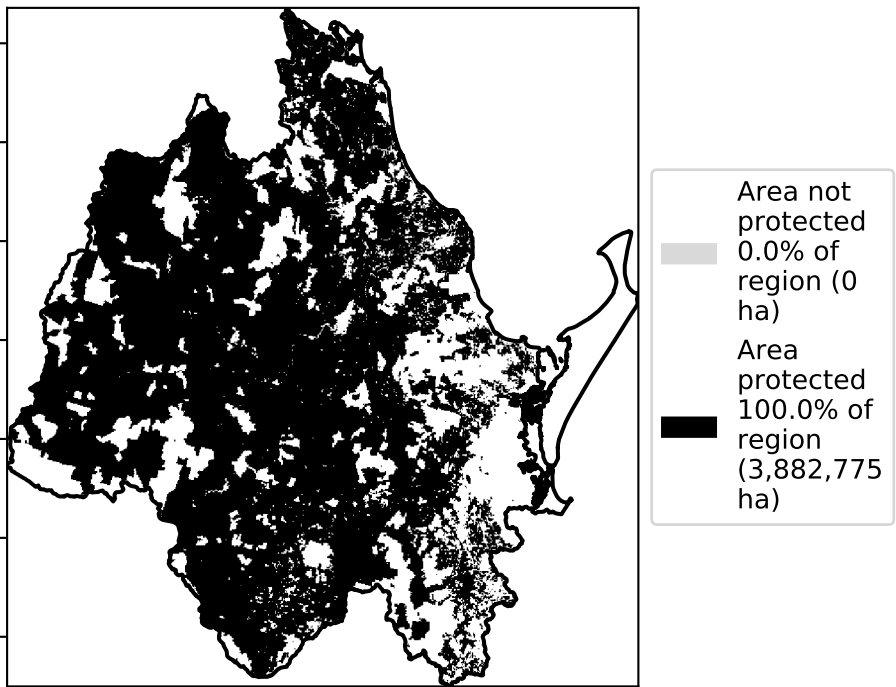 Area not
protected
0.0% of
region (0
ha)
Area
protected
100.0% of
region
(3,882,775
ha)